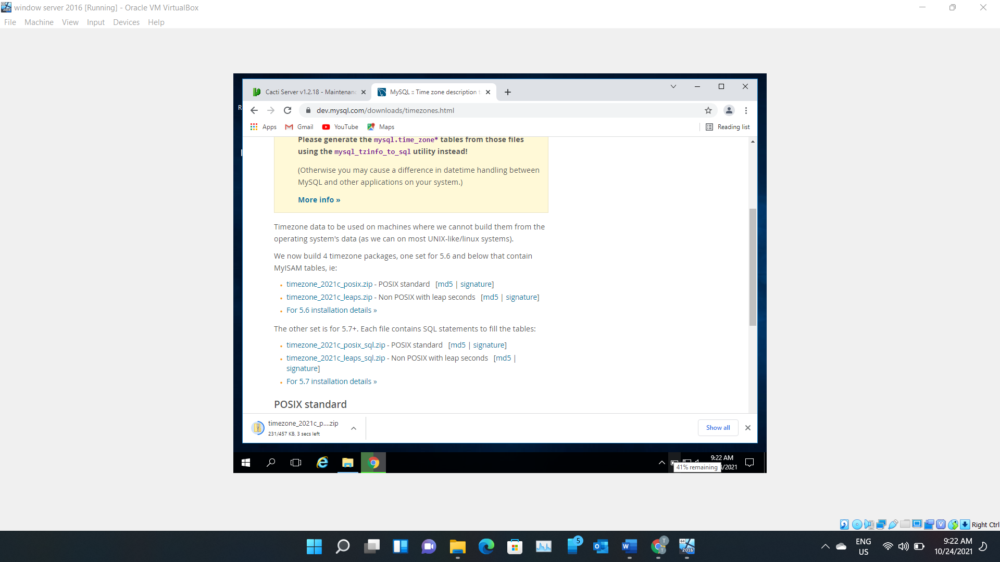 window server 2016 [Running] - Oracle VM VirtualBox
File Machine View Input Devices Help
Cacti Server v1.2.18 - Maintenanc
MySQL :: Time zone description t
dev.mysql.com/downloads/timezones.html
Apps Gmail YouTube Maps Reading list
Please generate the mysql.time_zone* tables from those files
using the mysql_tzinfo_to_sql utility instead!
(Otherwise you may cause a difference in datetime handling between
MySQL and other applications on your system.)
More info »
Timezone data to be used on machines where we cannot build them from the
operating system's data (as we can on most UNIX-like/linux systems).
We now build 4 timezone packages, one set for 5.6 and below that contain
MyISAM tables, ie:
timezone_2021c_posix.zip - POSIX standard [md5 | signature]
timezone_2021c_leaps.zip - Non POSIX with leap seconds [md5 | signature]
For 5.6 installation details »
The other set is for 5.7+. Each file contains SQL statements to fill the tables:
timezone_2021c_posix_sql.zip - POSIX standard [md5 | signature]
timezone_2021c_leaps_sql.zip - Non POSIX with leap seconds [md5 |
signature]
For 5.7 installation details »
POSIX standard
timezone_2021c_p....zip
231/457 KB, 3 secs left
Show all
9:22 AM
41% remaining
/2021
Right Ctrl
64
2016
5
ENG
US
9:22 AM
10/24/2021